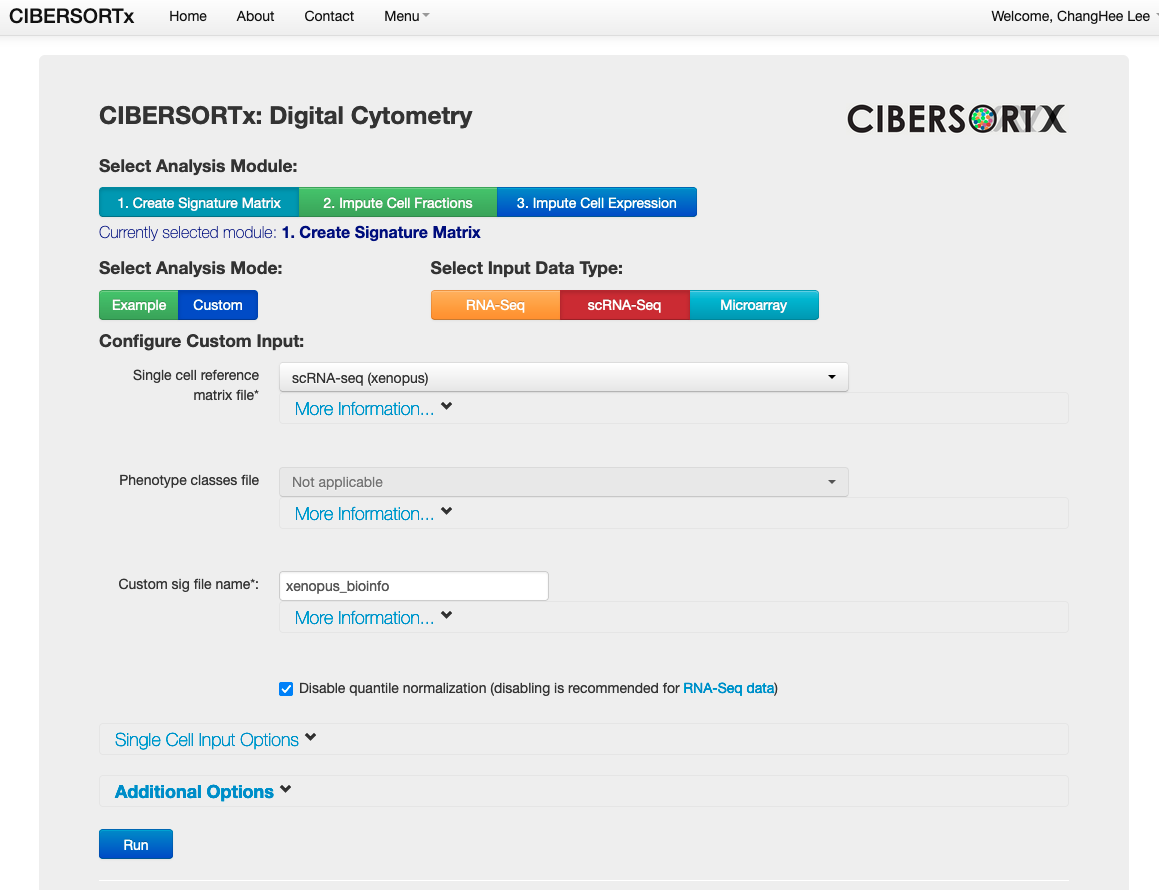 CIBERSORTx Home About Contact Menu Welcome, ChangHee Lee
CIBERSORTx: Digital Cytometry
CIBERSORTX
Select Analysis Module:
1. Create Signature Matrix 2. Impute Cell Fractions 3. Impute Cell Expression
Currently selected module: 1. Create Signature Matrix
Select Analysis Mode: Select Input Data Type:
Example Custom RNA-Seq scRNA-Seq Microarray
Configure Custom Input:
Single cell reference scRNA-seq (xenopus)
matrix file*
More Information...
Phenotype classes file Not applicable
More Information...
Custom sig file name*: xenopus_bioinfo
More Information...
Disable quantile normalization (disabling is recommended for RNA-Seq data)
Single Cell Input Options
Additional Options
Run